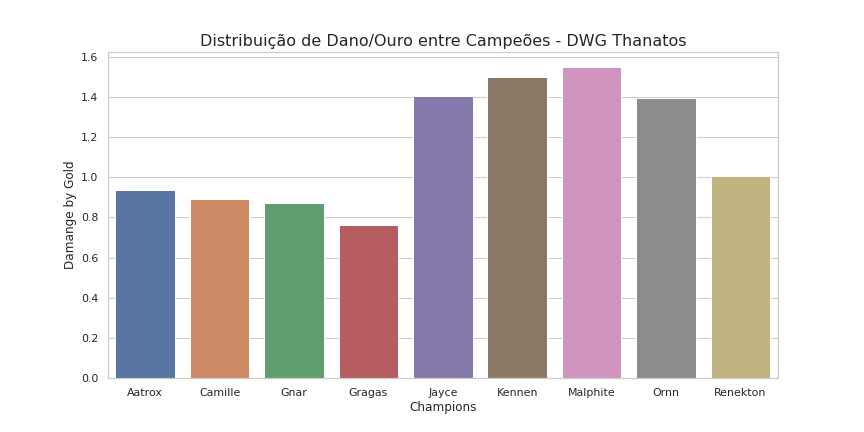 Distribuição de Dano/Ouro entre Campeões - DWG Thanatos
1.6
1.4
1.2
1.0
0.8
0.6
0.4
0.2
0.0
Damange by Gold
Aatrox Camille Gnar Gragas Jayce Kennen Malphite Ornn Renekton
Champions